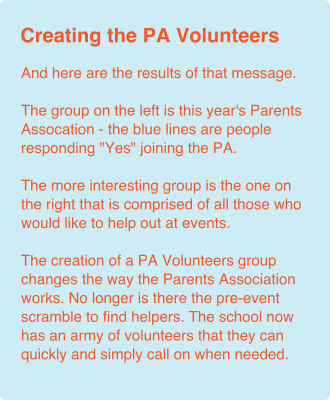 Creating the PA Volunteers
And here are the results of that message.
The group on the left is this year's Parents
Assocation - the blue lines are people
responding "Yes" joining the PA.
The more interesting group is the one on
the right that is comprised of all those who
would like to help out at events.
The creation of a PA Volunteers group
changes the way the Parents Association
works. No longer is there the pre-event
scramble to find helpers. The school now
has an army of volunteers that they can
quickly and simply call on when needed.